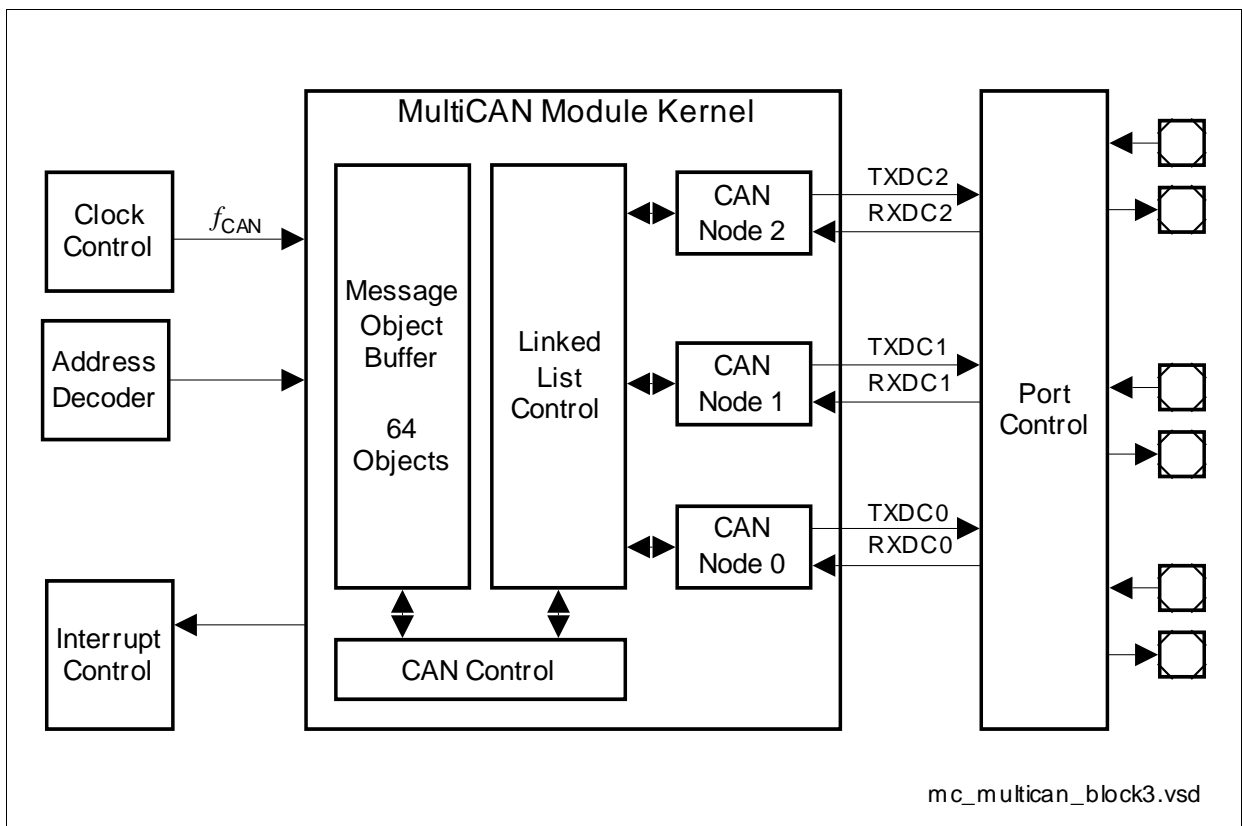 MultiCAN Module Kernel
Clock
Control
fCAN
Address
Decoder
Interrupt
Control
Message
Object
Buffer
64
Objects
Linked
List
Control
CAN Control
CAN
Node 2
CAN
Node 1
CAN
Node 0
TXDC2
RXDC2
TXDC1
RXDC1
TXDC0
RXDC0
Port
Control
mc_multican_block3.vsd